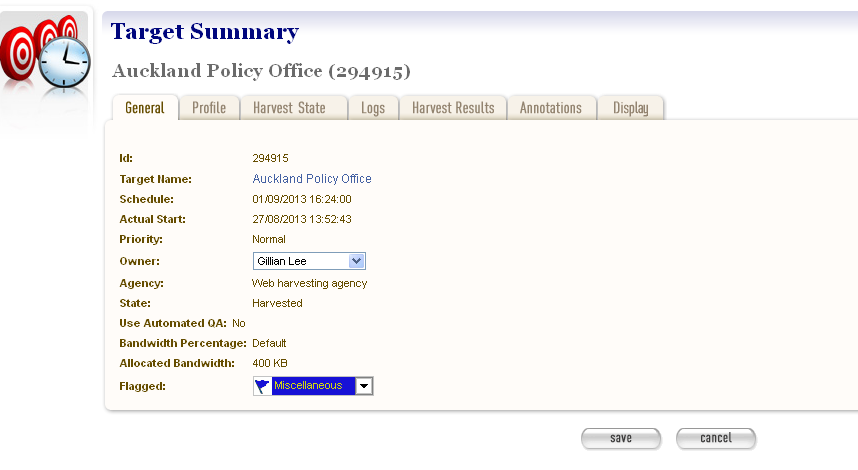 Target Summary
Auckland Policy Office (294915)
General Profile Harvest State Logs Harvest Results Annotations Display
Id: 294915
Target Name: Auckland Policy Office
Schedule: 01/09/2013 16:24:00
Actual Start: 27/08/2013 13:52:43
Priority: Normal
Owner: Gillian Lee
Agency: Web harvesting agency
State: Harvested
Use Automated QA: No
Bandwidth Percentage: Default
Allocated Bandwidth: 400 KB
Flagged: Miscellaneous
save cancel